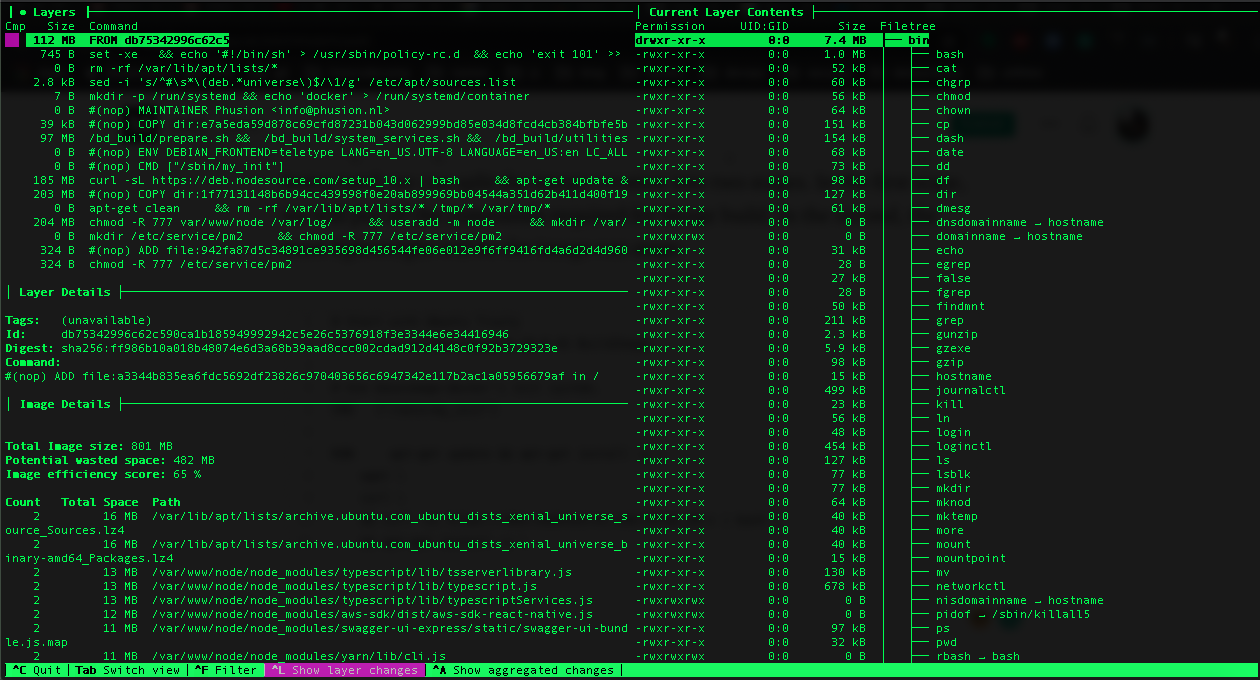 ● Layers
Cmp Size Command
112 MB FROM db75342996c62c5
745 B set -xe && echo '#!/bin/sh' > /usr/sbin/policy-rc.d && echo 'exit 101' >>
0 B rm -rf /var/lib/apt/lists/*
2.8 kB sed -i 's/^#\s*\(deb.*universe\)$/\1/g' /etc/apt/sources.list
7 B mkdir -p /run/systemd && echo 'docker' > /run/systemd/container
0 B #(nop) MAINTAINER Phusion <info@phusion.nl>
39 kB #(nop) COPY dir:e7a5eda59d878c69cfd87231b043d062999bd85e034d8fcd4cb384bfbfe5b
97 MB /bd_build/prepare.sh && /bd_build/system_services.sh && /bd_build/utilities
0 B #(nop) ENV DEBIAN_FRONTEND=teletype LANG=en_US.UTF-8 LANGUAGE=en_US:en LC_ALL
0 B #(nop) CMD ["/sbin/my_init"]
185 MB curl -sL https://deb.nodesource.com/setup_10.x | bash && apt-get update &
203 MB #(nop) COPY dir:1f77131148b6b94cc439598f0e20ab899969bb04544a351d62b411d400f19
0 B apt-get clean && rm -rf /var/lib/apt/lists/* /tmp/* /var/tmp/*
204 MB chmod -R 777 var/www/node /var/log/ && useradd -m node && mkdir /var/
0 B mkdir /etc/service/pm2 && chmod -R 777 /etc/service/pm2
324 B #(nop) ADD file:942fa87d5c34891ce935698d456544fe06e012e9f6ff9416fd4a6d2d4d960
324 B chmod -R 777 /etc/service/pm2
Layer Details
Tags: (unavailable)
Id: db75342996c62c590ca1b185949992942c5e26c5376918f3e3344e6e34416946
Digest: sha256:ff986b10a018b48074e6d3a68b39aad8ccc002cdad912d4148c0f92b3729323e
Command:
#(nop) ADD file:a3344b835ea6fdc5692df23826c970403656c6947342e117b2ac1a05956679af in /
Image Details
Total Image size: 801 MB
Potential wasted space: 482 MB
Image efficiency score: 65 %
Count Total Space Path
2 16 MB /var/lib/apt/lists/archive.ubuntu.com_ubuntu_dists_xenial_universe_s
ource_Sources.lz4
2 16 MB /var/lib/apt/lists/archive.ubuntu.com_ubuntu_dists_xenial_universe_b
inary-amd64_Packages.lz4
2 13 MB /var/www/node/node_modules/typescript/lib/tsserverlibrary.js
2 13 MB /var/www/node/node_modules/typescript/lib/typescript.js
2 13 MB /var/www/node/node_modules/typescript/lib/typescriptServices.js
2 12 MB /var/www/node/node_modules/aws-sdk/dist/aws-sdk-react-native.js
2 11 MB /var/www/node/node_modules/swagger-ui-express/static/swagger-ui-bund
le.js.map
2 11 MB /var/www/node/node_modules/yarn/lib/cli.js
Current Layer Contents
Permission UID:GID Size Filetree
drwxr-xr-x 0:0 7.4 MB bin
-rwxr-xr-x 0:0 1.0 MB bash
-rwxr-xr-x 0:0 52 kB cat
-rwxr-xr-x 0:0 60 kB chgrp
-rwxr-xr-x 0:0 56 kB chmod
-rwxr-xr-x 0:0 64 kB chown
-rwxr-xr-x 0:0 151 kB cp
-rwxr-xr-x 0:0 154 kB dash
-rwxr-xr-x 0:0 68 kB date
-rwxr-xr-x 0:0 73 kB dd
-rwxr-xr-x 0:0 98 kB df
-rwxr-xr-x 0:0 127 kB dir
-rwxr-xr-x 0:0 61 kB dmesg
-rwxrwxrwx 0:0 0 B dnsdomainname → hostname
-rwxrwxrwx 0:0 0 B domainname → hostname
-rwxr-xr-x 0:0 31 kB echo
-rwxr-xr-x 0:0 28 B egrep
-rwxr-xr-x 0:0 27 kB false
-rwxr-xr-x 0:0 28 B fgrep
-rwxr-xr-x 0:0 50 kB findmnt
-rwxr-xr-x 0:0 211 kB grep
-rwxr-xr-x 0:0 2.3 kB gunzip
-rwxr-xr-x 0:0 5.9 kB gzexe
-rwxr-xr-x 0:0 98 kB gzip
-rwxr-xr-x 0:0 15 kB hostname
-rwxr-xr-x 0:0 499 kB journalctl
-rwxr-xr-x 0:0 23 kB kill
-rwxr-xr-x 0:0 56 kB ln
-rwxr-xr-x 0:0 48 kB login
-rwxr-xr-x 0:0 454 kB loginctl
-rwxr-xr-x 0:0 127 kB ls
-rwxr-xr-x 0:0 77 kB lsblk
-rwxr-xr-x 0:0 77 kB mkdir
-rwxr-xr-x 0:0 64 kB mknod
-rwxr-xr-x 0:0 40 kB mktemp
-rwxr-xr-x 0:0 40 kB more
-rwxr-xr-x 0:0 40 kB mount
-rwxr-xr-x 0:0 15 kB mountpoint
-rwxr-xr-x 0:0 130 kB mv
-rwxr-xr-x 0:0 678 kB networkctl
-rwxrwxrwx 0:0 0 B nisdomainname → hostname
-rwxrwxrwx 0:0 0 B pidof → /sbin/killall5
-rwxr-xr-x 0:0 97 kB ps
-rwxr-xr-x 0:0 32 kB pwd
-rwxrwxrwx 0:0 0 B rbash → bash
^C Quit | Tab Switch view | ^F Filter | ^L Show layer changes | ^A Show aggregated changes |